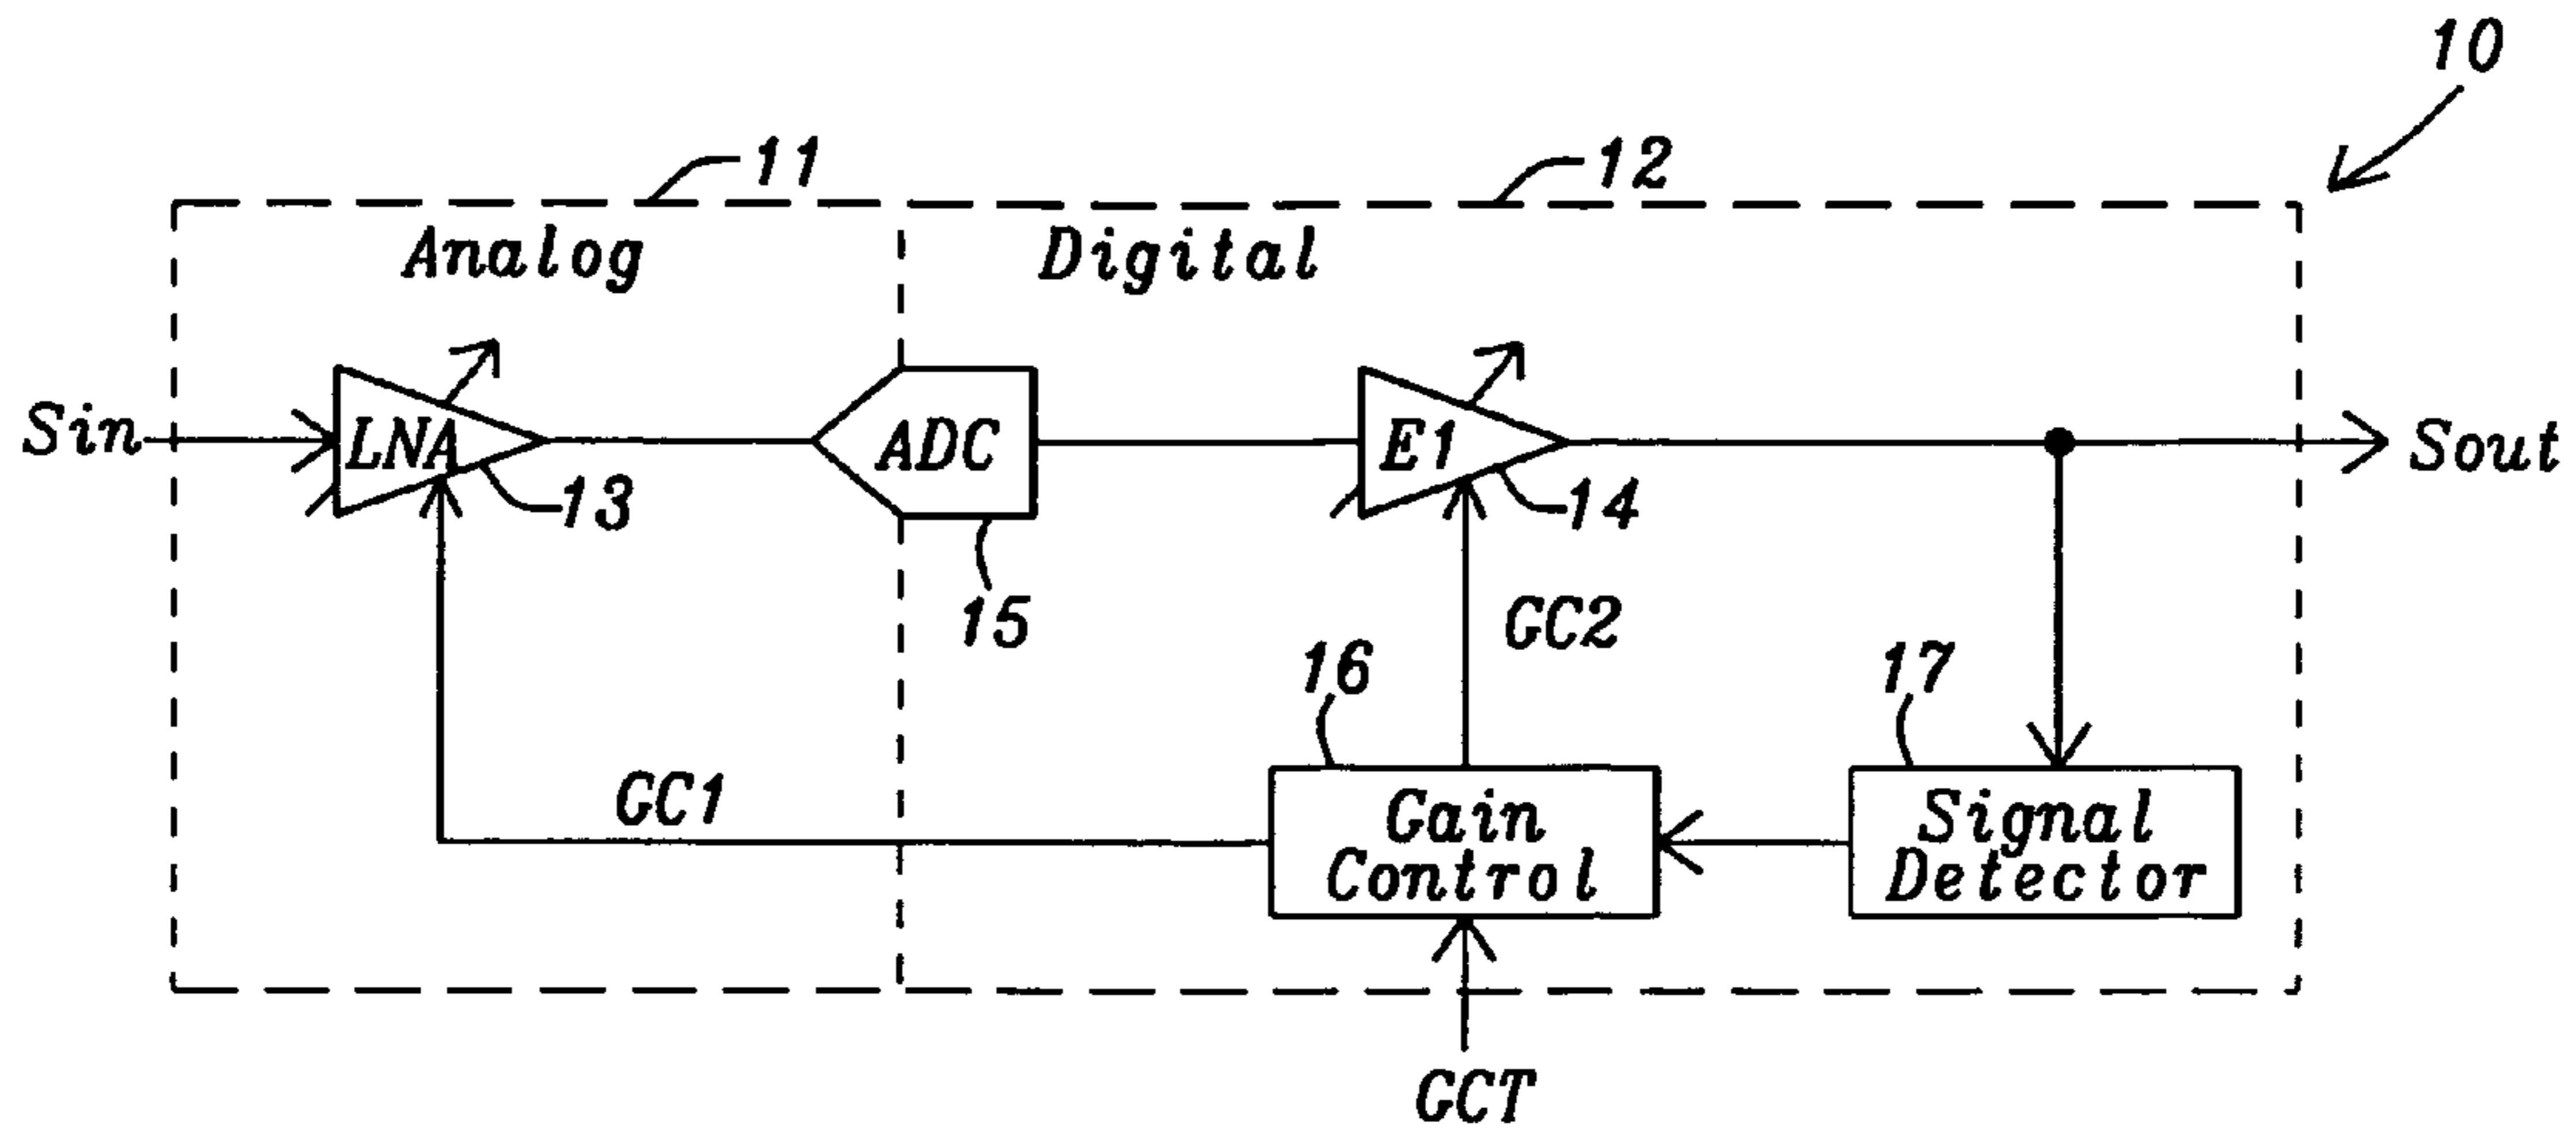 10
11
12
Analog
Digital
Sin
LNA
13
ADC
15
E1
14
Sout
GC2
16
17
GC1
Gain
Control
Signal
Detector
GCT